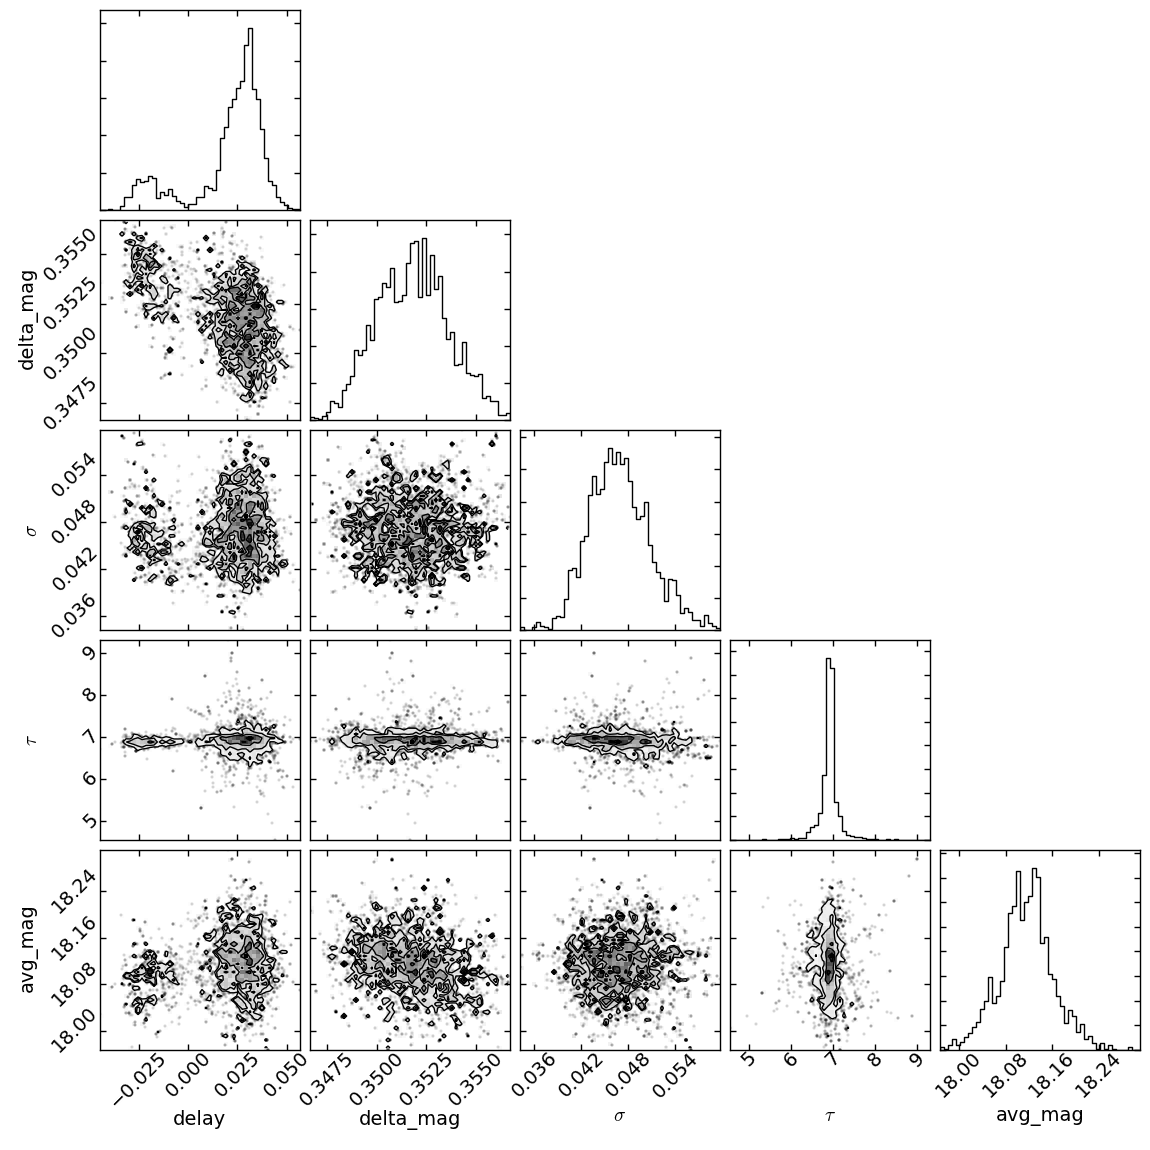 0.3550
0.3525
0.3500
0.3475
delta_mag
0.054
0.048
0.042
0.036
σ
9
8
7
6
5
τ
18.24
18.16
18.08
18.00
avg_mag
−0.025 0.000 0.025 0.050
delay
0.3475 0.3500 0.3525 0.3550
delta_mag
0.036 0.042 0.048 0.054
σ
5 6 7 8 9
τ
18.00 18.08 18.16 18.24
avg_mag